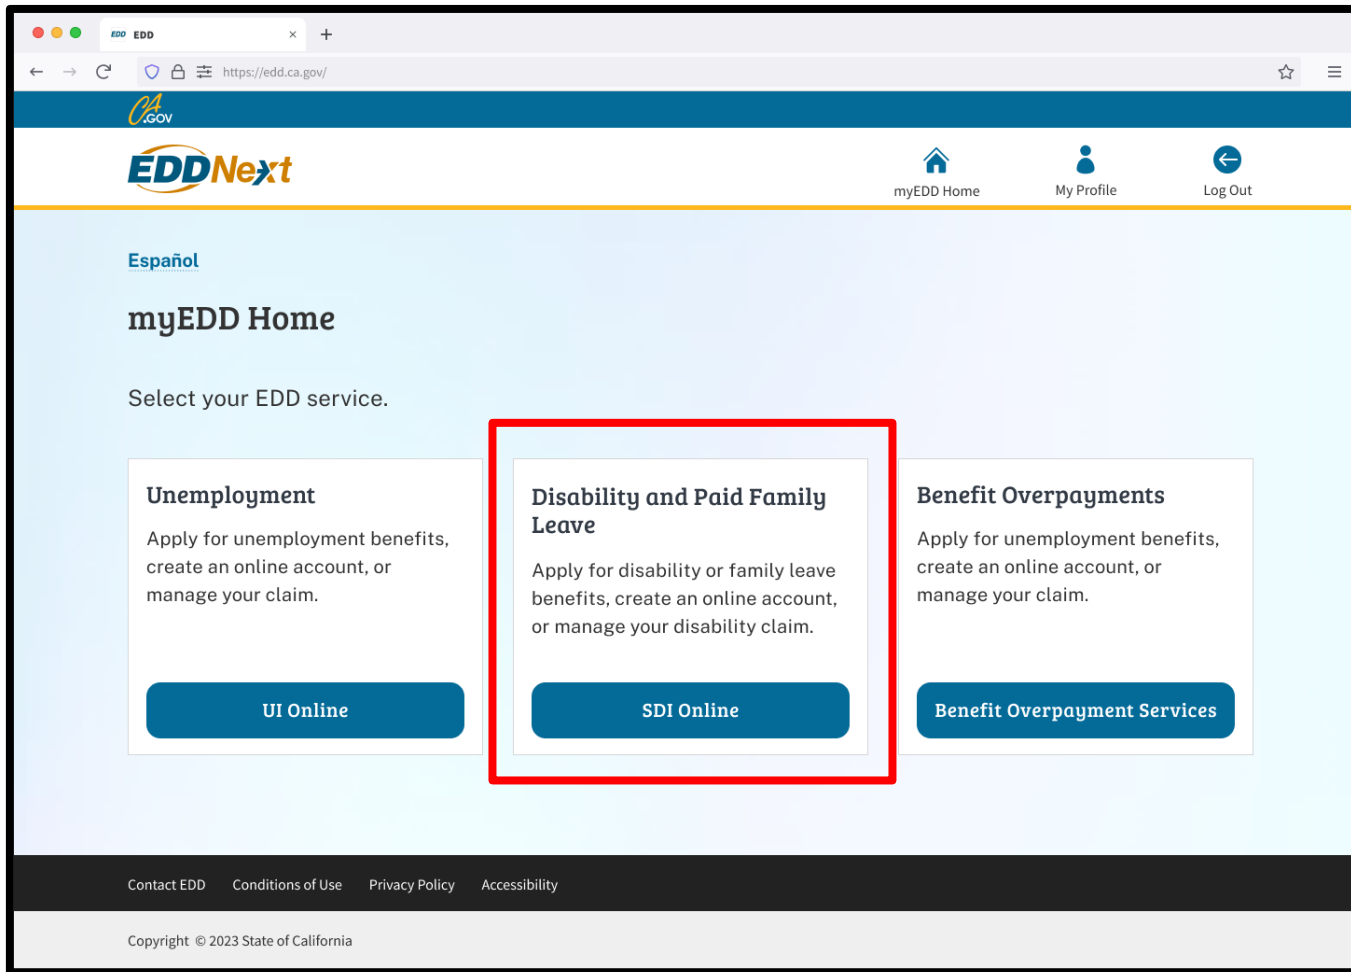 EDD EDD
https://edd.ca.gov/
CA.GOV
EDDNext
myEDD Home
My Profile
Log Out
Español
myEDD Home
Select your EDD service.
Unemployment
Apply for unemployment benefits,
create an online account, or
manage your claim.
UI Online
Disability and Paid Family
Leave
Apply for disability or family leave
benefits, create an online account,
or manage your disability claim.
SDI Online
Benefit Overpayments
Apply for unemployment benefits,
create an online account, or
manage your claim.
Benefit Overpayment Services
Contact EDD Conditions of Use Privacy Policy Accessibility
Copyright © 2023 State of California